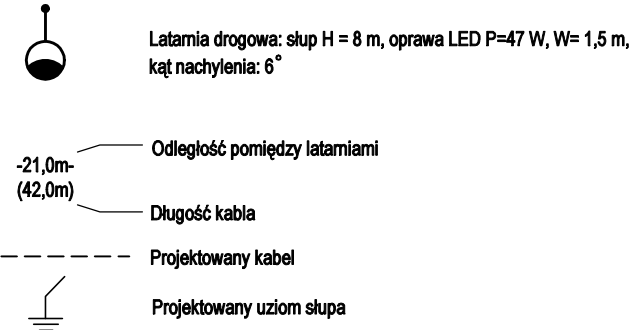 Latarnia drogowa: słup H = 8 m, oprawa LED P=47 W, W= 1,5 m,
kąt nachylenia: 6°
-21,0m-
(42,0m)
Odległość pomiędzy latarniami
Długość kabla
Projektowany kabel
Projektowany uziom słupa